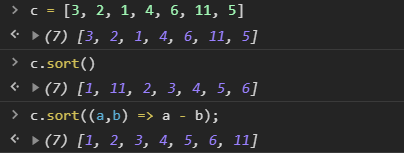 > c = [3, 2, 1, 4, 6, 11, 5]
<· ▶ (7) [3, 2, 1, 4, 6, 11, 5]
> c.sort()
<· ▶ (7) [1, 11, 2, 3, 4, 5, 6]
> c.sort((a,b) => a - b);
<· ▶ (7) [1, 2, 3, 4, 5, 6, 11]